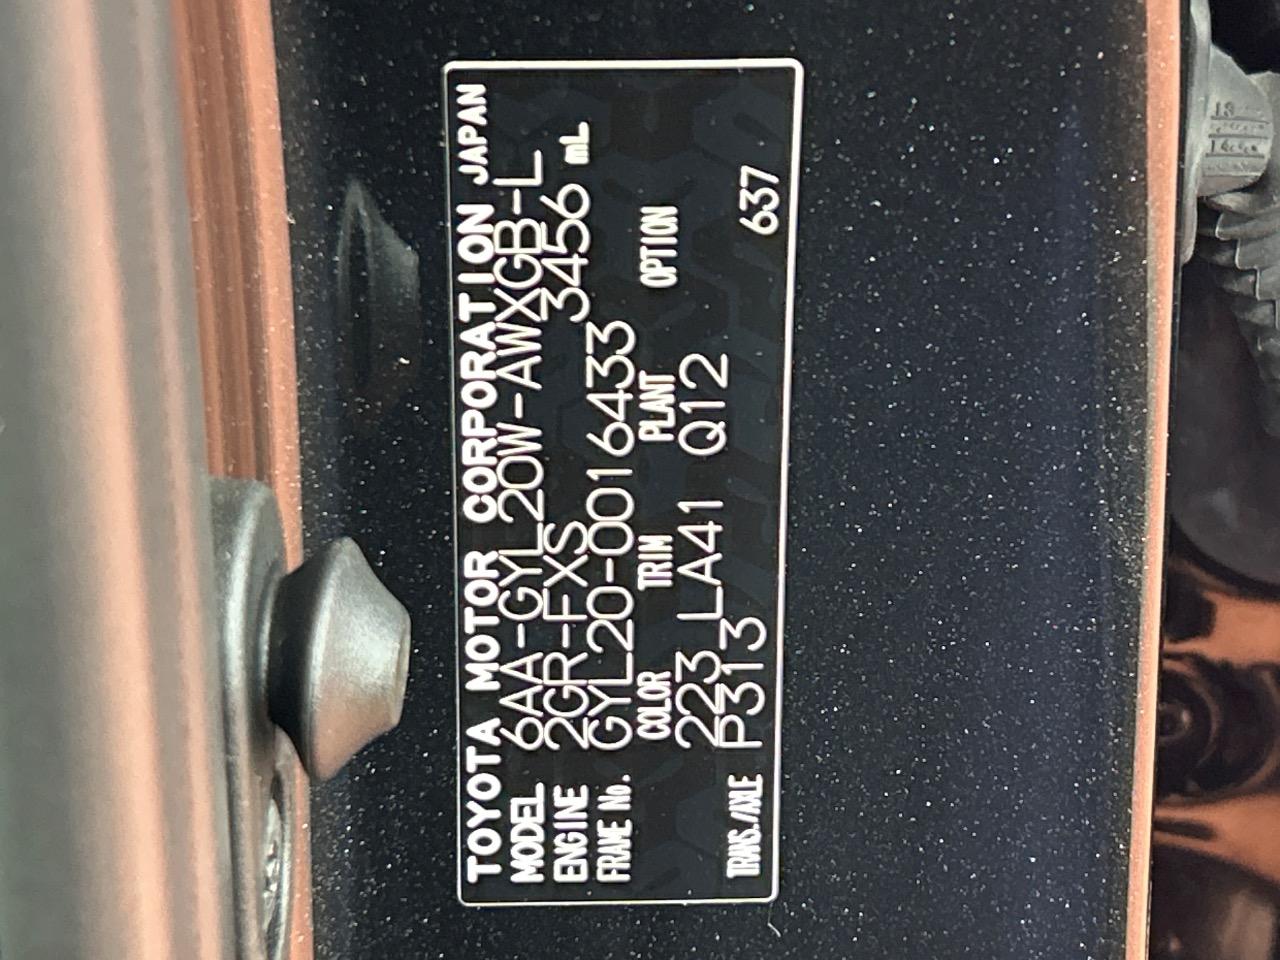 TOYOTA MOTOR CORPORATION JAPAN
MODEL 6AA-GYL20W-AWXGB-L
ENGINE 2GR-FXS 3456 mL
FRAME No. GYL20-0016433
COLOR TRIM PLANT OPTION
223 LA41 Q12
TRANS./AXLE P313 637